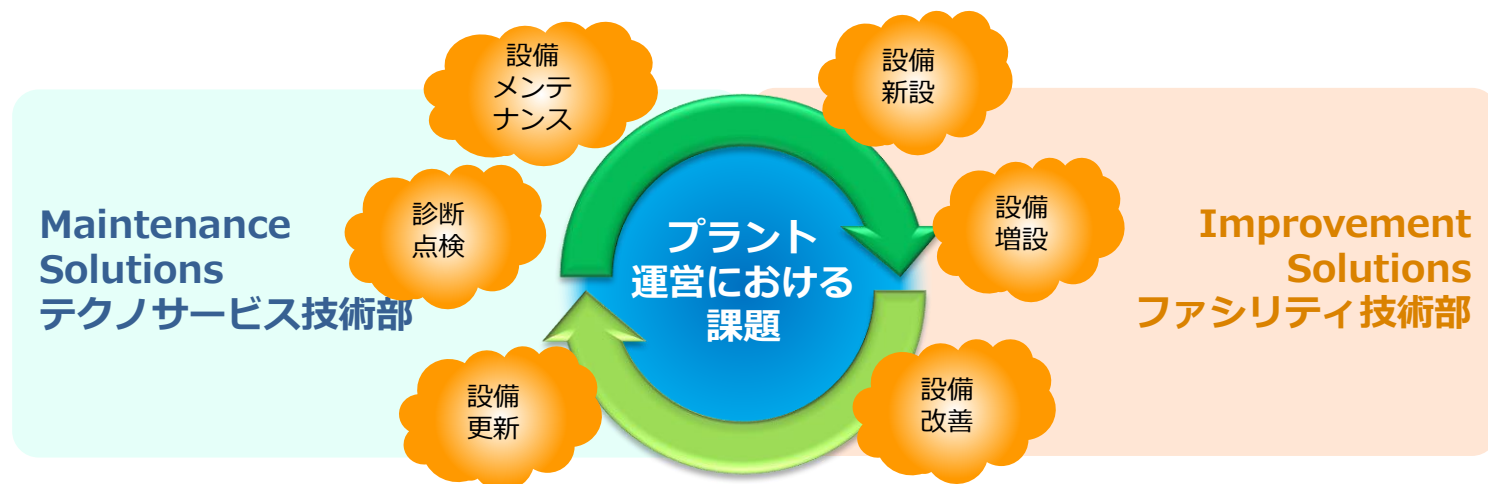 設備
メンテ
ナンス
設備
新設
診断
点検
設備
増設
Maintenance
Solutions
テクノサービス技術部
プラント
運営における
課題
Improvement
Solutions
ファシリティ技術部
設備
更新
設備
改善